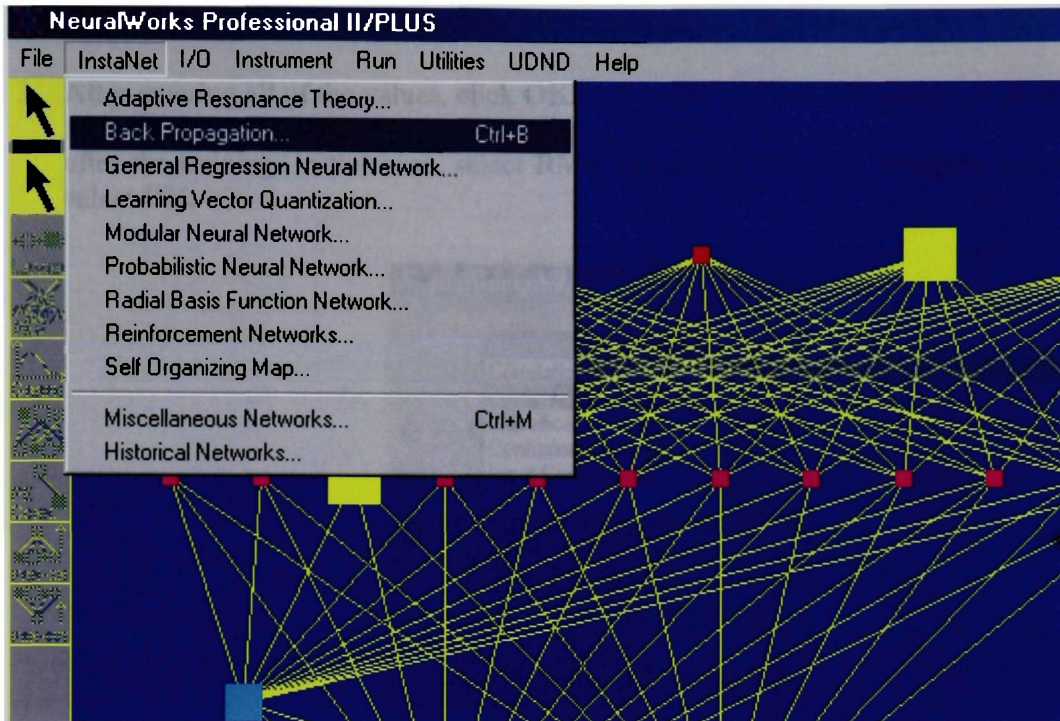 NeuralWorks Professional II/PLUS
File InstaNet I/O Instrument Run Utilities UDND Help
Adaptive Resonance Theory...
Back Propagation... Ctrl+B
General Regression Neural Network...
Learning Vector Quantization...
Modular Neural Network...
Probabilistic Neural Network...
Radial Basis Function Network...
Reinforcement Networks...
Self Organizing Map...
Miscellaneous Networks... Ctrl+M
Historical Networks...